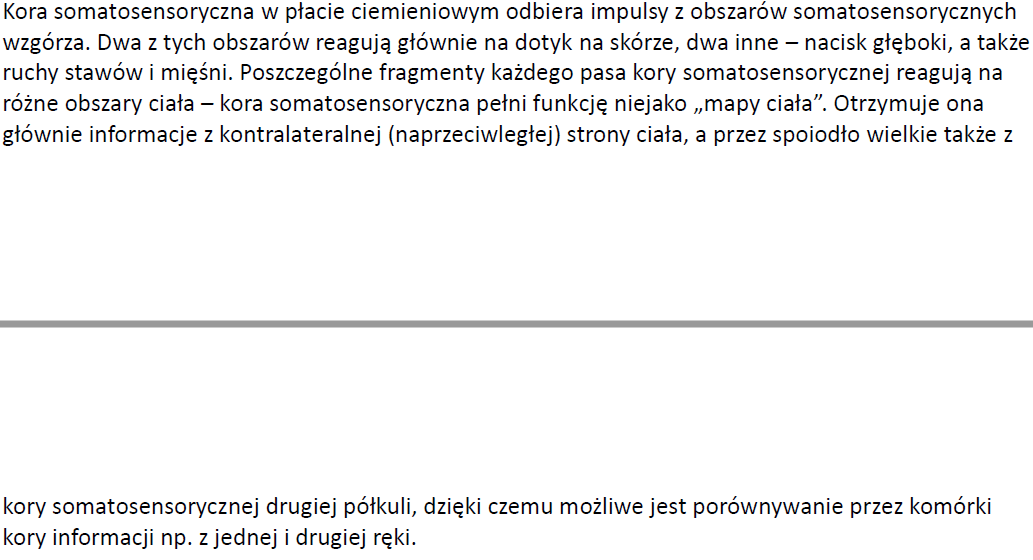 Kora somatosensoryczna w płacie ciemieniowym odbiera impulsy z obszarów somatosensorycznych
wzgórza. Dwa z tych obszarów reagują głównie na dotyk na skórze, dwa inne – nacisk głęboki, a także
ruchy stawów i mięśni. Poszczególne fragmenty każdego pasa kory somatosensorycznej reagują na
różne obszary ciała – kora somatosensoryczna pełni funkcję niejako „mapy ciała”. Otrzymuje ona
głównie informacje z kontralateralnej (naprzeciwległej) strony ciała, a przez spoiodło wielkie także z
kory somatosensorycznej drugiej półkuli, dzięki czemu możliwe jest porównywanie przez komórki
kory informacji np. z jednej i drugiej ręki.